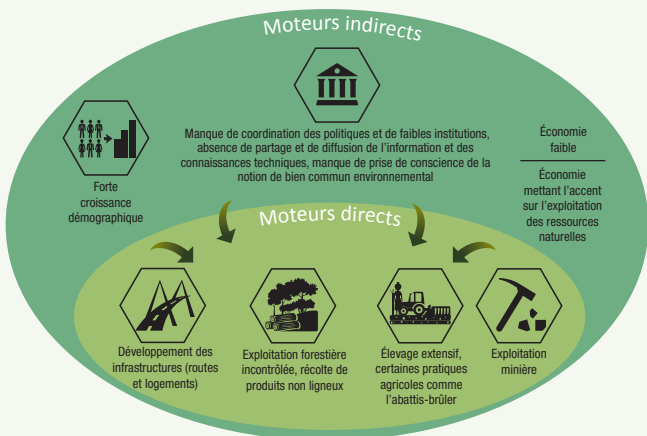 Moteurs indirects
Manque de coordination des politiques et de faibles institutions,
absence de partage et de diffusion de l'information et des
connaissances techniques, manque de prise de conscience de la
notion de bien commun environnemental
Forte
croissance
démographique
Économie
faible
Économie
mettant l'accent
sur l'exploitation
des ressources
naturelles
Moteurs directs
Développement des
infrastructures (routes
et logements)
Exploitation forestière
incontrôlée, récolte de
produits non ligneux
Élevage extensif,
certaines pratiques
agricoles comme
l'abattis-brûler
Exploitation
minière